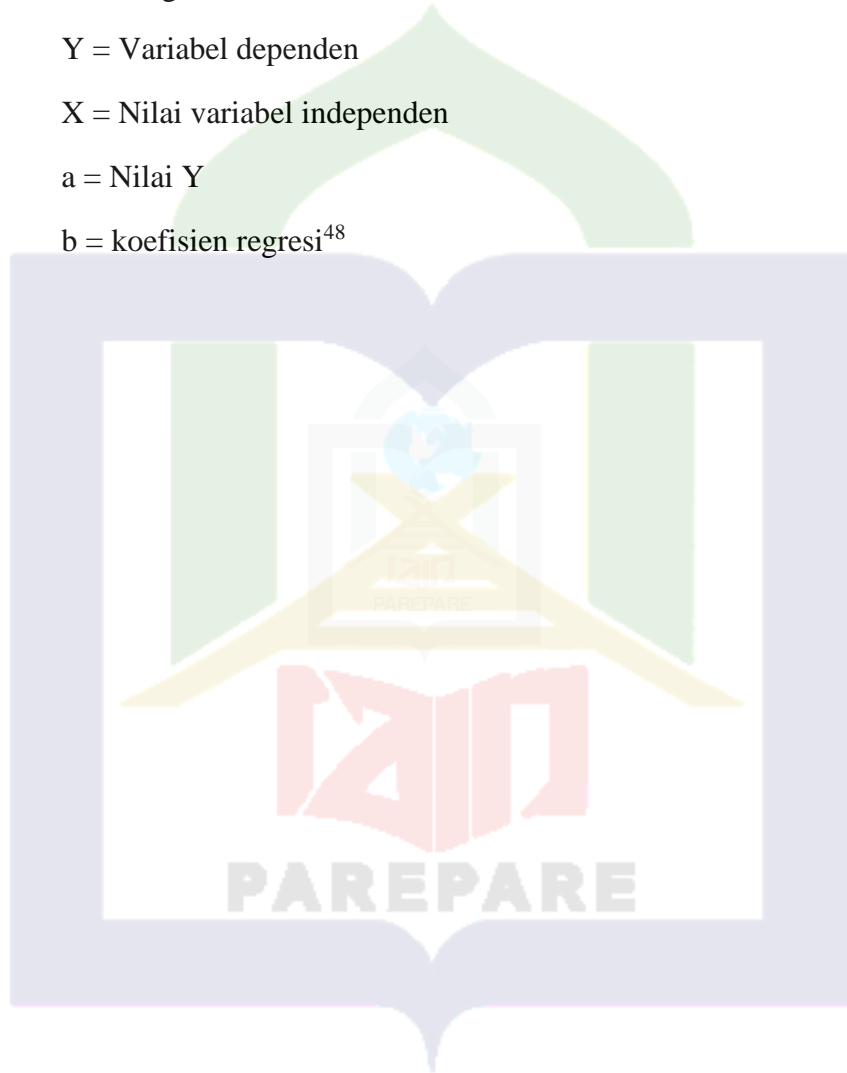 Y = Variabel dependen
X = Nilai variabel independen
a = Nilai Y
b = koefisien regresi48
iain
PAREPARE
iain
PAREPARE